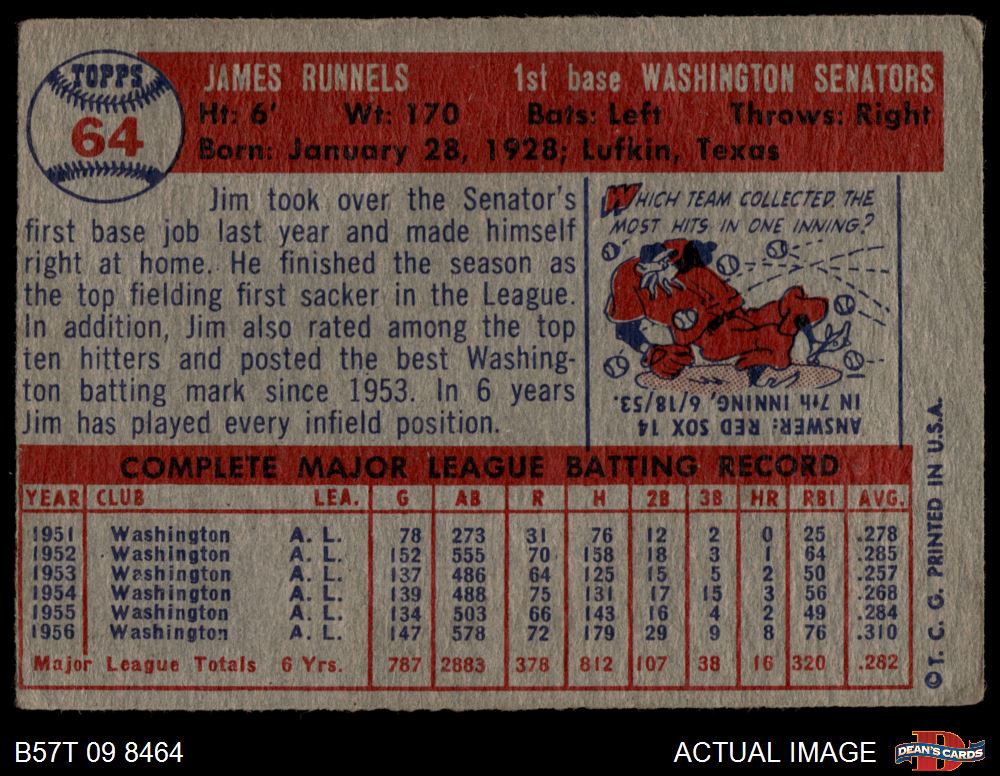 TOPPS
64
JAMES RUNNELS 1st base WASHINGTON SENATORS
Ht: 6' Wt: 170 Bats: Left Throws: Right
Born: January 28, 1928; Lufkin, Texas
Jim took over the Senator's
first base job last year and made himself
right at home. He finished the season as
the top fielding first sacker in the League.
In addition, Jim also rated among the top
ten hitters and posted the best Washing-
ton batting mark since 1953. In 6 years
Jim has played every infield position.
WHICH TEAM COLLECTED THE
MOST HITS IN ONE INNING?
ANSWER: RED SOX 14
IN 7TH INNING, 6/18/53.
COMPLETE MAJOR LEAGUE BATTING RECORD
YEAR CLUB LEA. G AB R H 2B 3B HR RBI AVG.
1951 Washington A. L. 78 273 31 76 12 2 0 25 .278
1952 Washington A. L. 152 555 70 158 18 3 1 64 .285
1953 Washington A. L. 137 486 64 125 15 5 2 50 .257
1954 Washington A. L. 139 488 75 131 17 15 3 56 .268
1955 Washington A. L. 134 503 66 143 16 4 2 49 .284
1956 Washington A. L. 147 578 72 179 29 9 8 76 .310
Major League Totals 6 Yrs. 787 2883 378 812 107 38 16 320 .282
© T. C. G. PRINTED IN U.S.A.
B57T 09 8464
ACTUAL IMAGE
DEAN'S CARDS